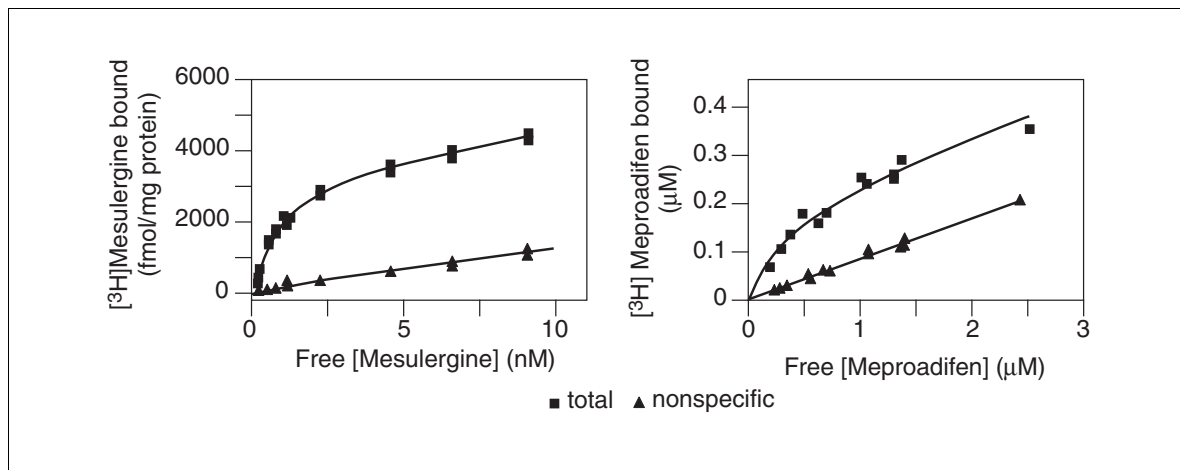 [³H]Mesulergine bound
(fmol/mg protein)
6000
4000
2000
0
0
5
10
Free [Mesulergine] (nM)
[³H] Meproadifen bound
(μM)
0.4
0.3
0.2
0.1
0
0
1
2
3
Free [Meproadifen] (μM)
total
nonspecific